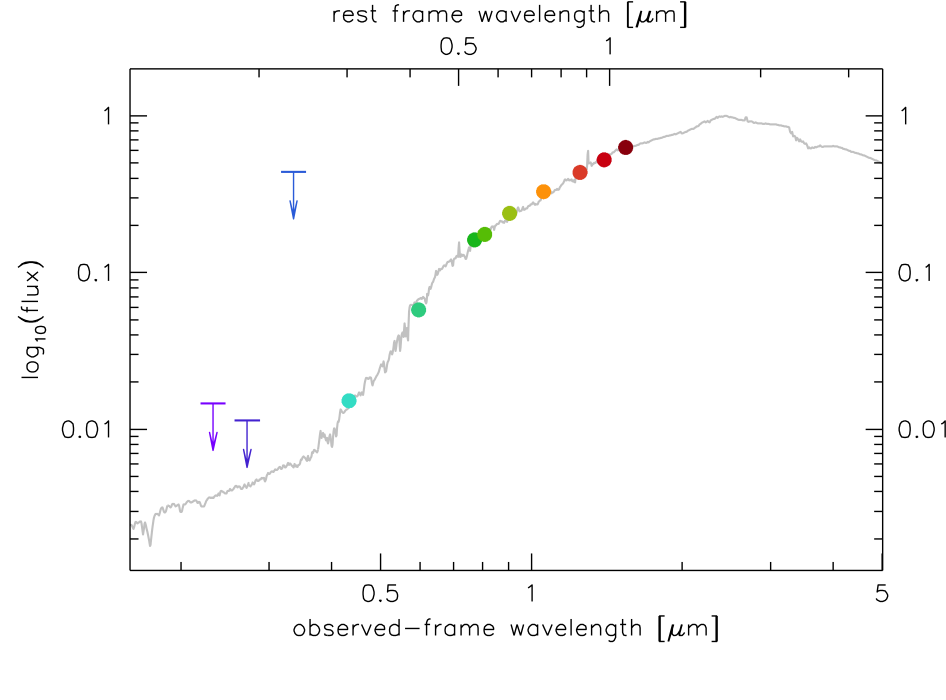 rest frame wavelength [μm]
0.5 1
1 1
0.1 0.1
0.01 0.01
log10(flux)
0.5 1 5
observed-frame wavelength [μm]